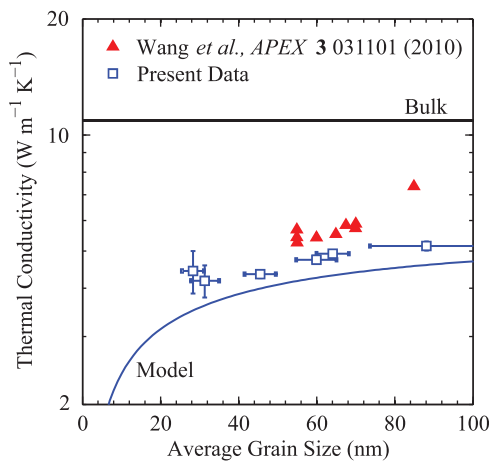 20
Wang et al., APEX 3 031101 (2010)
Present Data
Bulk
10
Thermal Conductivity (W m⁻¹ K⁻¹)
Model
2
0 20 40 60 80 100
Average Grain Size (nm)